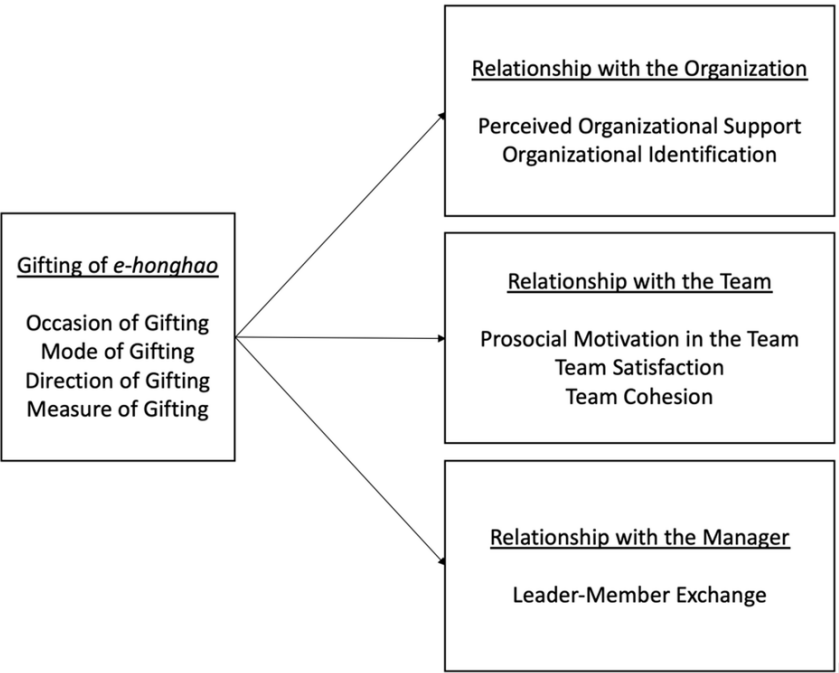 Gifting of e-honghao
Occasion of Gifting
Mode of Gifting
Direction of Gifting
Measure of Gifting
Relationship with the Organization
Perceived Organizational Support
Organizational Identification
Relationship with the Team
Prosocial Motivation in the Team
Team Satisfaction
Team Cohesion
Relationship with the Manager
Leader-Member Exchange